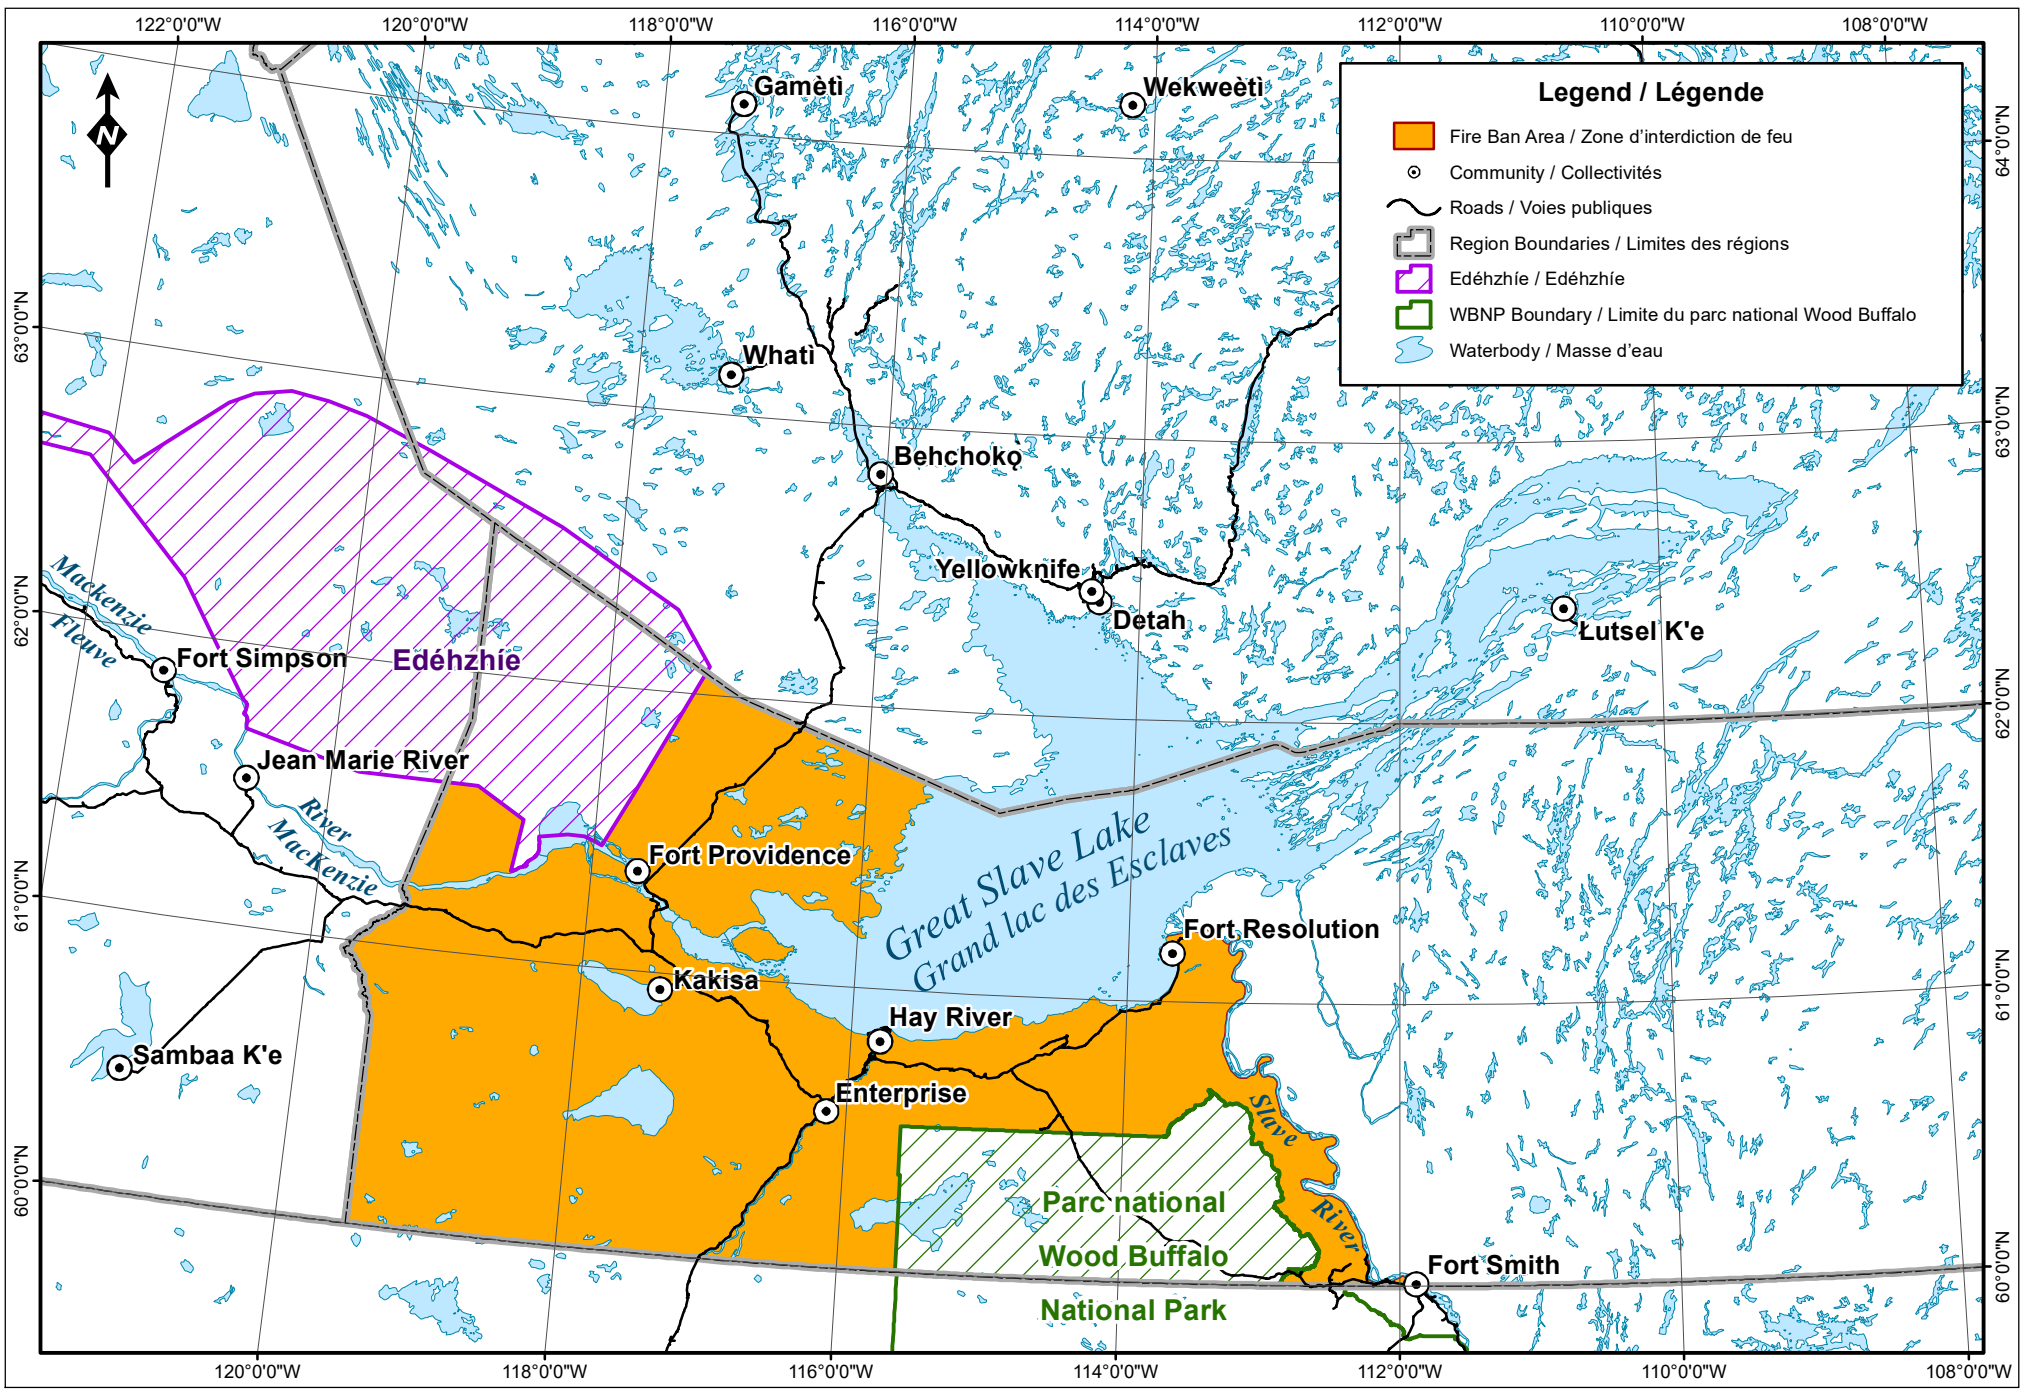 122°0'0"W
120°0'0"W
118°0'0"W
116°0'0"W
114°0'0"W
112°0'0"W
110°0'0"W
108°0'0"W
N
Gamètì
Wekweètì
Legend / Légende
Fire Ban Area / Zone d'interdiction de feu
Community / Collectivités
Roads / Voies publiques
Region Boundaries / Limites des régions
Edéhzhíe / Edéhzhíe
WBNP Boundary / Limite du parc national Wood Buffalo
Waterbody / Masse d'eau
64°0'0"N
63°0'0"N
63°0'0"N
Whatì
Behchokǫ̀
Yellowknife
Detah
Łutsel K'e
Mackenzie
Fleuve
62°0'0"N
62°0'0"N
Fort Simpson
Edéhzhíe
Jean Marie River
River
MacKenzie
Great Slave Lake
Grand lac des Esclaves
Fort Providence
61°0'0"N
61°0'0"N
Fort Resolution
Kakisa
Hay River
Sambaa K'e
Enterprise
Slave
River
60°0'0"N
60°0'0"N
Parc national
Wood Buffalo
National Park
Fort Smith
120°0'0"W
118°0'0"W
116°0'0"W
114°0'0"W
112°0'0"W
110°0'0"W
108°0'0"W